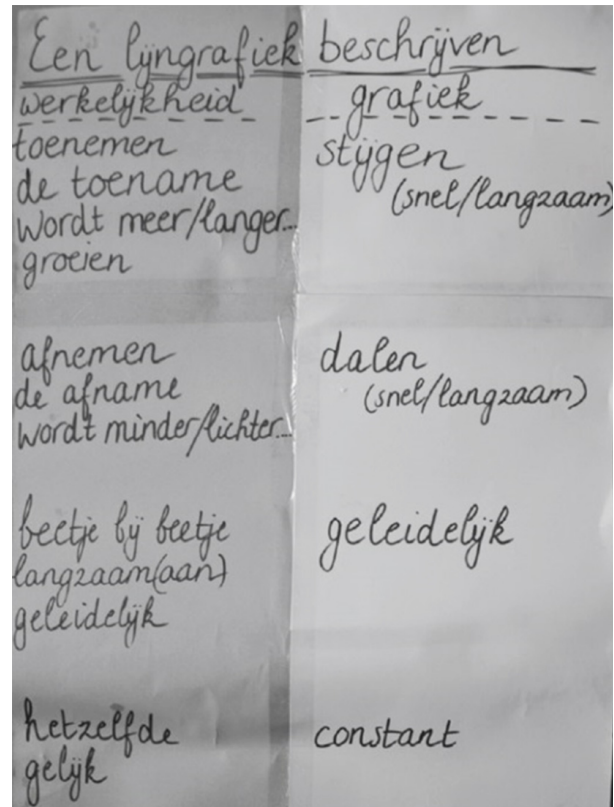 Een lijngrafiek beschrijven
werkelijkheid grafiek
toenemen stijgen
de toename (snel/langzaam)
wordt meer/langer...
groeien
afnemen dalen
de afname (snel/langzaam)
wordt minder/lichter...
beetje bij beetje geleidelijk
langzaam(aan)
geleidelijk
hetzelfde constant
gelijk